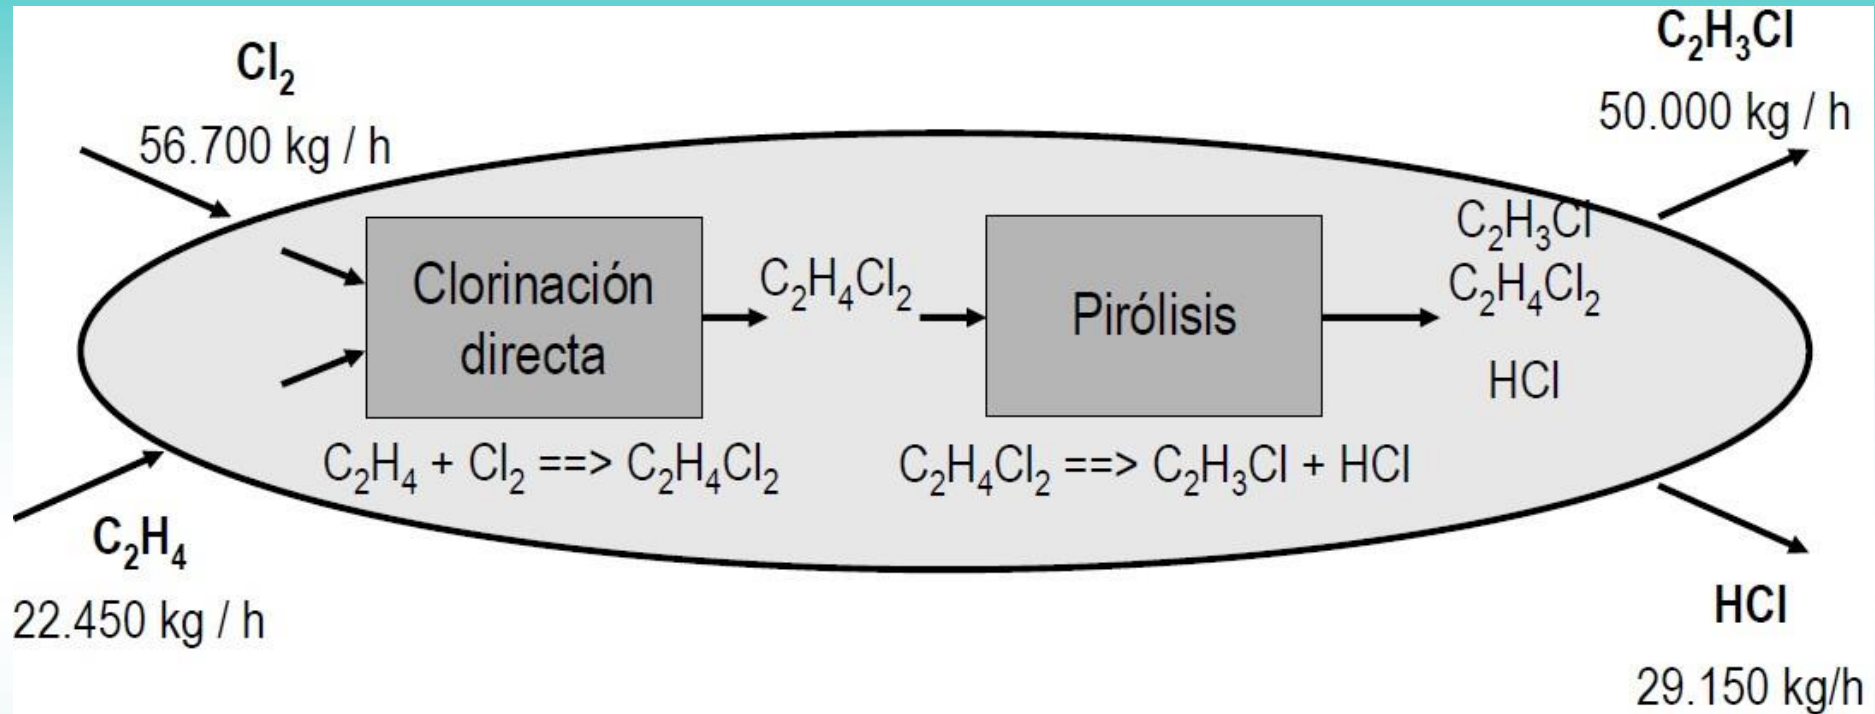 Cl₂
56.700 kg / h
C₂H₃Cl
50.000 kg / h
Clorinación
directa
C₂H₄Cl₂
Pirólisis
C₂H₃Cl
C₂H₄Cl₂
HCl
C₂H₄ + Cl₂ ==> C₂H₄Cl₂
C₂H₄Cl₂ ==> C₂H₃Cl + HCl
C₂H₄
22.450 kg / h
HCl
29.150 kg/h